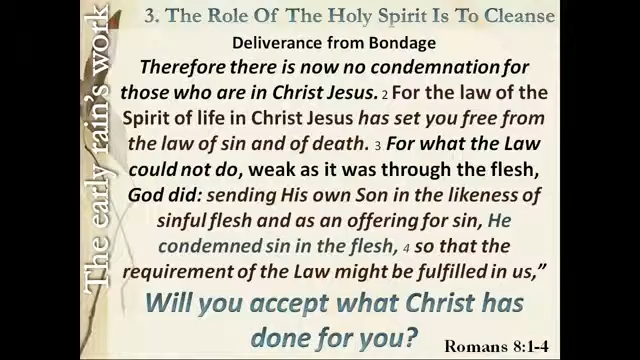 3. The Role Of The Holy Spirit Is To Cleanse
The early rain's work
Deliverance from Bondage
Therefore there is now no condemnation for
those who are in Christ Jesus. 2 For the law of the
Spirit of life in Christ Jesus has set you free from
the law of sin and of death. 3 For what the Law
could not do, weak as it was through the flesh,
God did: sending His own Son in the likeness of
sinful flesh and as an offering for sin, He
condemned sin in the flesh, 4 so that the
requirement of the Law might be fulfilled in us,”
Will you accept what Christ has
done for you?
Romans 8:1-4